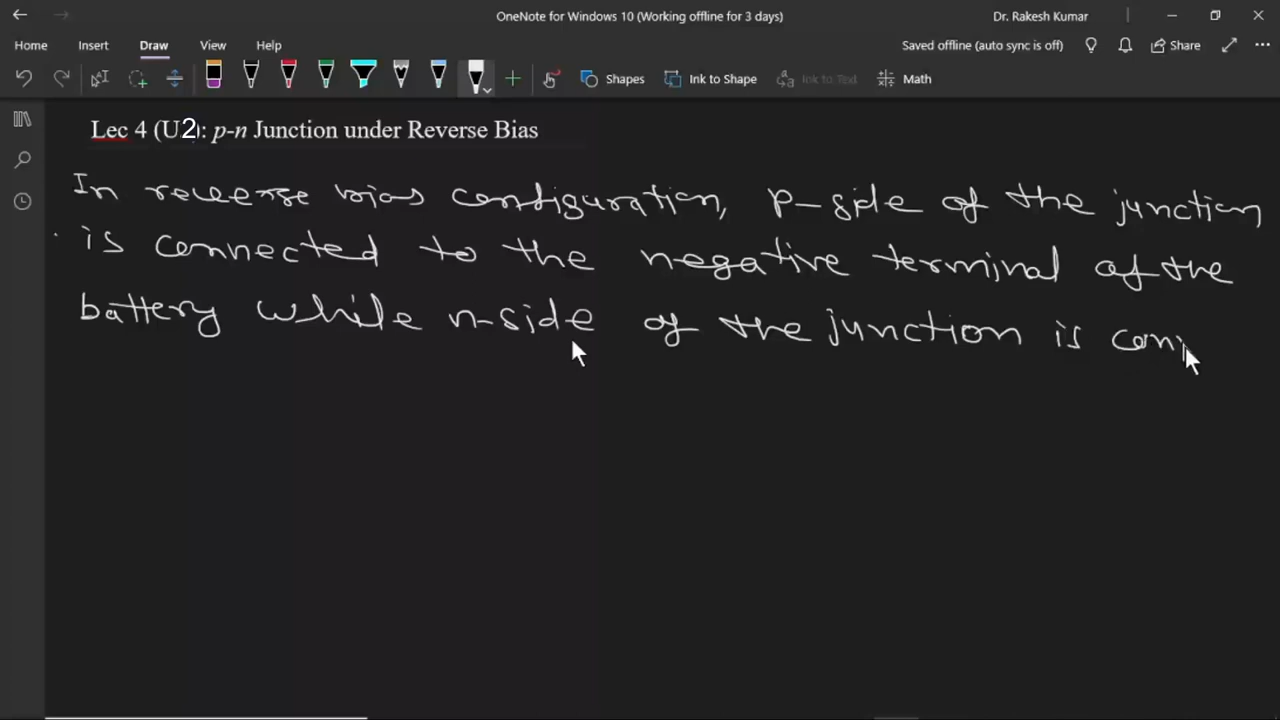 OneNote for Windows 10 (Working offline for 3 days)
Dr. Rakesh Kumar
Home Insert Draw View Help
Saved offline (auto sync is off)
Share
Shapes
Ink to Shape
Ink to Text
Math
Lec 4 (U2): p-n Junction under Reverse Bias
In reverse bias configuration, p-side of the junction
is connected to the negative terminal of the
battery while n-side of the junction is con